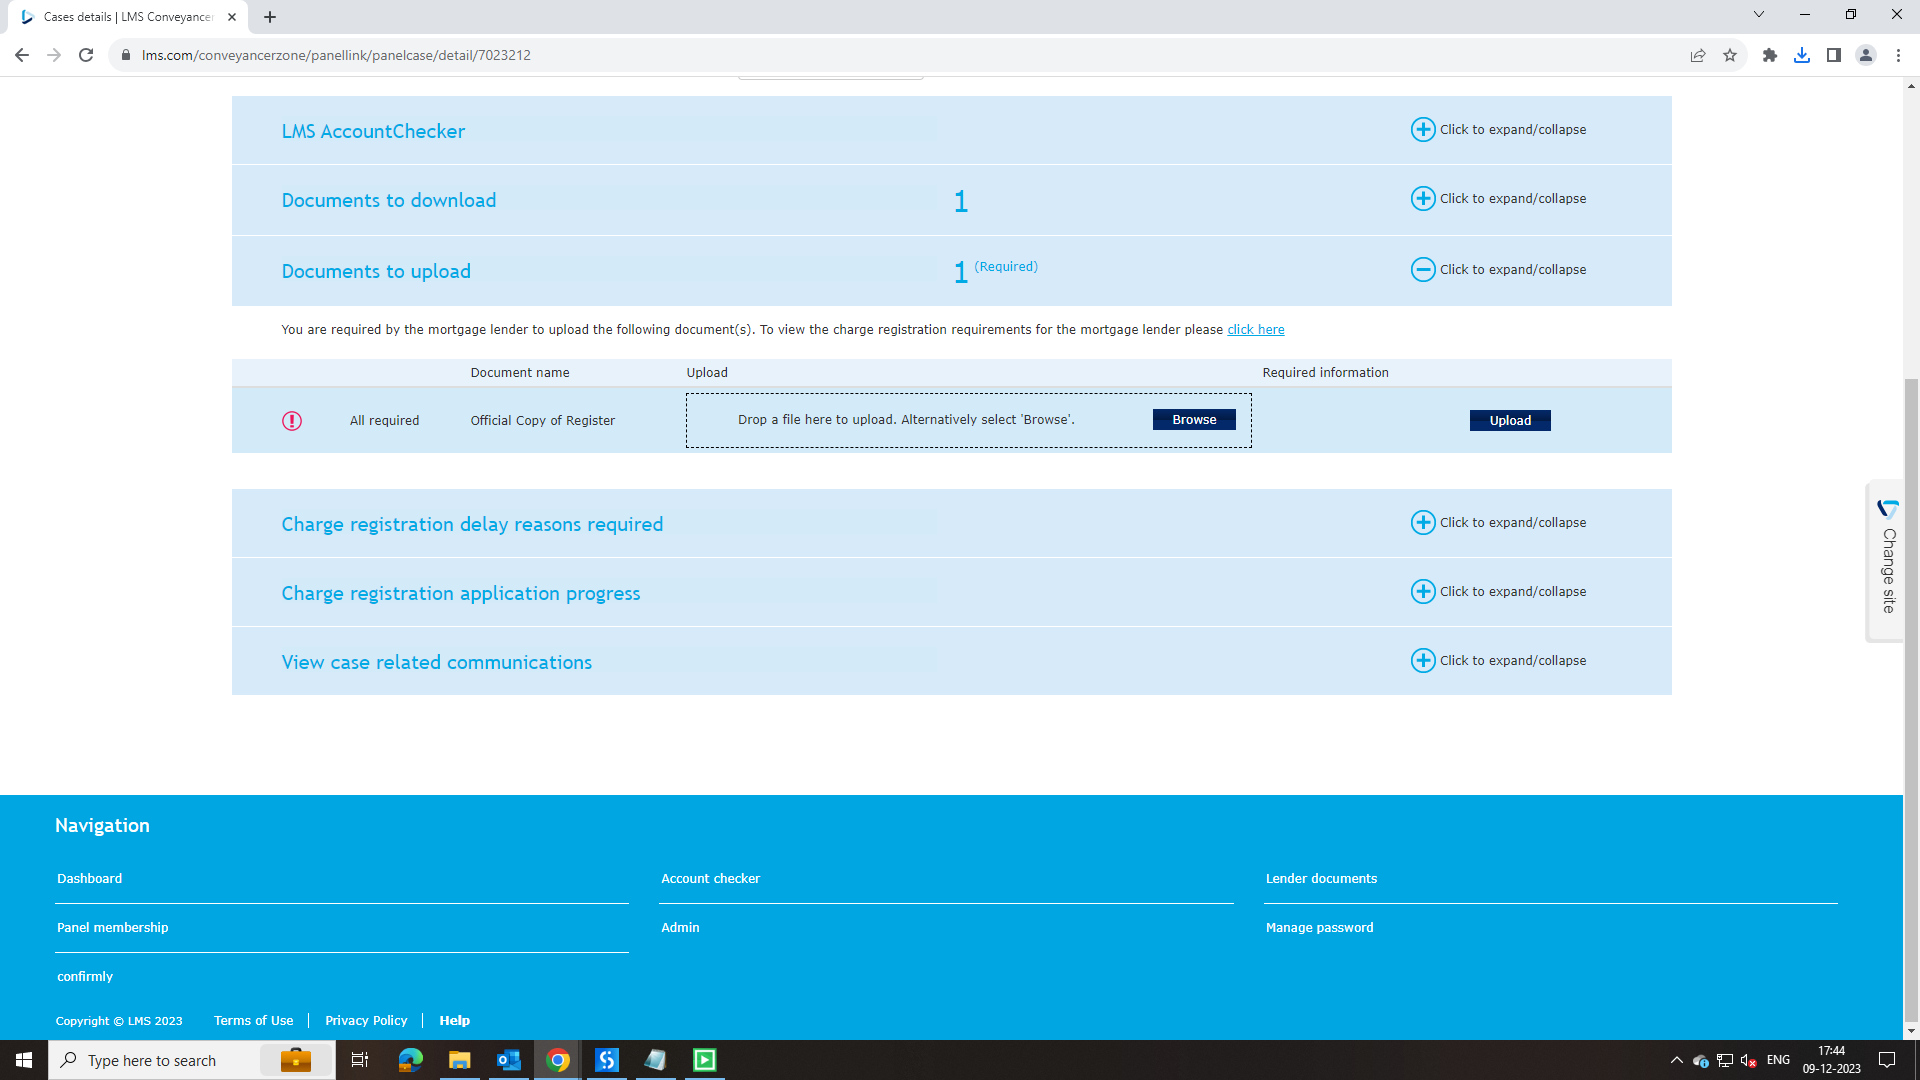 Cases details | LMS Conveyancer
lms.com/conveyancerzone/panellink/panelcase/detail/7023212
LMS AccountChecker
Click to expand/collapse
Documents to download
1
Click to expand/collapse
Documents to upload
1 (Required)
Click to expand/collapse
You are required by the mortgage lender to upload the following document(s). To view the charge registration requirements for the mortgage lender please click here
Document name
Upload
Required information
All required
Official Copy of Register
Drop a file here to upload. Alternatively select 'Browse'.
Browse
Upload
Charge registration delay reasons required
Click to expand/collapse
Charge registration application progress
Click to expand/collapse
View case related communications
Click to expand/collapse
Change site
Navigation
Dashboard
Account checker
Lender documents
Panel membership
Admin
Manage password
confirmly
Copyright © LMS 2023
Terms of Use
Privacy Policy
Help
Type here to search
ENG
17:44
09-12-2023